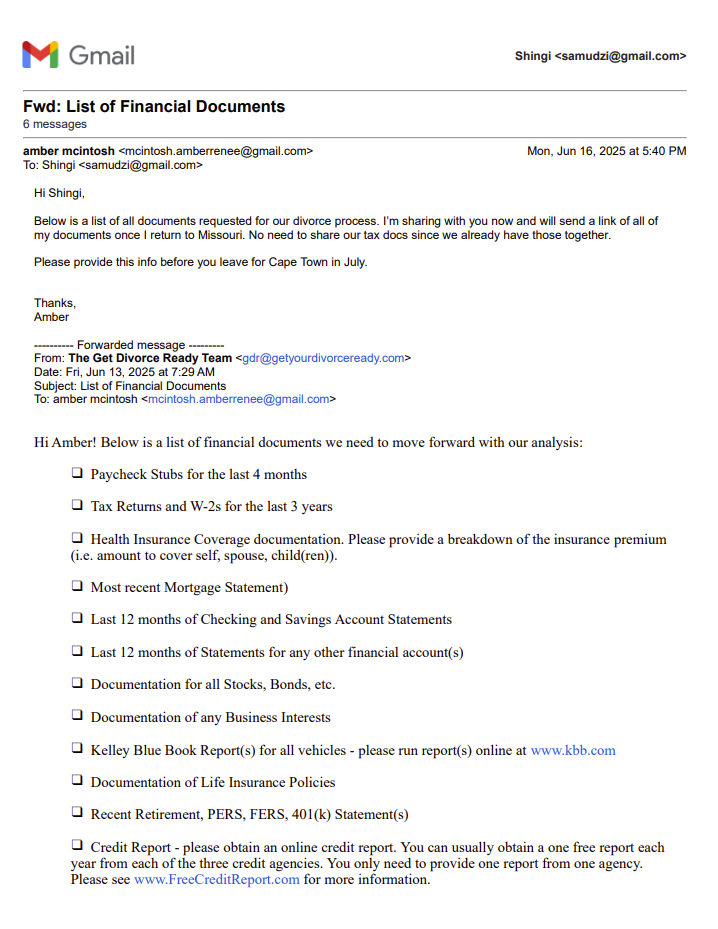 Gmail
Shingi <samudzi@gmail.com>
Fwd: List of Financial Documents
6 messages
amber mcintosh <mcintosh.amberrenee@gmail.com>
Mon, Jun 16, 2025 at 5:40 PM
To: Shingi <samudzi@gmail.com>
Hi Shingi,
Below is a list of all documents requested for our divorce process. I'm sharing with you now and will send a link of all of
my documents once I return to Missouri. No need to share our tax docs since we already have those together.
Please provide this info before you leave for Cape Town in July.
Thanks,
Amber
---------- Forwarded message ---------
From: The Get Divorce Ready Team <gdr@getyourdivorceready.com>
Date: Fri, Jun 13, 2025 at 7:29 AM
Subject: List of Financial Documents
To: amber mcintosh <mcintosh.amberrenee@gmail.com>
Hi Amber! Below is a list of financial documents we need to move forward with our analysis:
❏ Paycheck Stubs for the last 4 months
❏ Tax Returns and W-2s for the last 3 years
❏ Health Insurance Coverage documentation. Please provide a breakdown of the insurance premium
(i.e. amount to cover self, spouse, child(ren)).
❏ Most recent Mortgage Statement)
❏ Last 12 months of Checking and Savings Account Statements
❏ Last 12 months of Statements for any other financial account(s)
❏ Documentation for all Stocks, Bonds, etc.
❏ Documentation of any Business Interests
❏ Kelley Blue Book Report(s) for all vehicles - please run report(s) online at www.kbb.com
❏ Documentation of Life Insurance Policies
❏ Recent Retirement, PERS, FERS, 401(k) Statement(s)
❏ Credit Report - please obtain an online credit report. You can usually obtain a one free report each
year from each of the three credit agencies. You only need to provide one report from one agency.
Please see www.FreeCreditReport.com for more information.